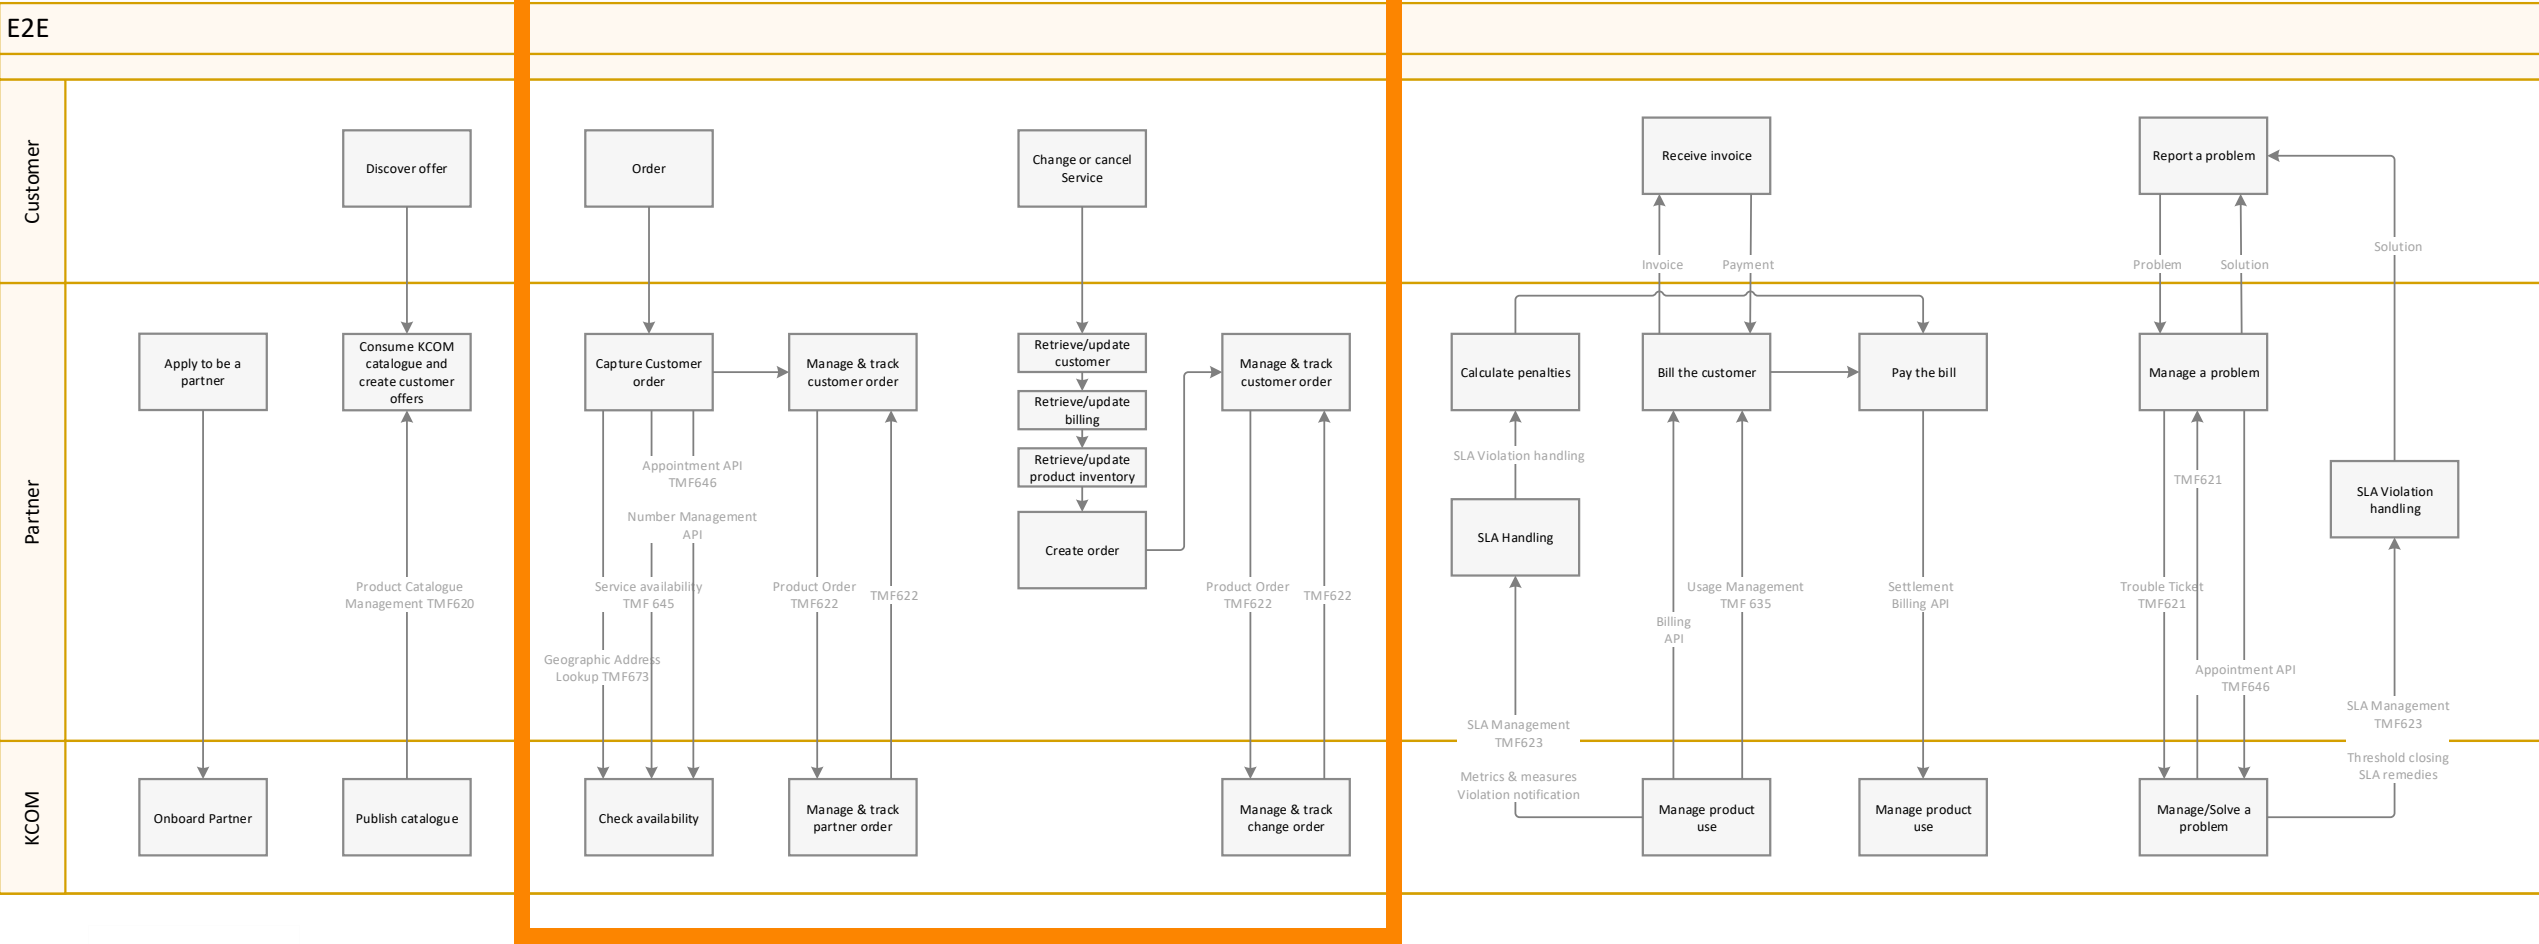 E2E
Customer
Discover offer
Order
Change or cancel
Service
Receive invoice
Report a problem
Invoice
Payment
Problem
Solution
Solution
Partner
Apply to be a
partner
Consume KCOM
catalogue and
create customer
offers
Capture Customer
order
Manage & track
customer order
Retrieve/update
customer
Retrieve/update
billing
Retrieve/update
product inventory
Create order
Manage & track
customer order
Calculate penalties
Bill the customer
Pay the bill
Manage a problem
SLA Violation handling
SLA Handling
SLA Violation
handling
Appointment API
TMF646
Number Management
API
Product Catalogue
Management TMF620
Service availability
TMF 645
Geographic Address
Lookup TMF673
Product Order
TMF622
TMF622
Product Order
TMF622
TMF622
Billing
API
Usage Management
TMF 635
Settlement
Billing API
TMF621
Trouble Ticket
TMF621
Appointment API
TMF646
SLA Management
TMF623
Metrics & measures
Violation notification
SLA Management
TMF623
Threshold closing
SLA remedies
KCOM
Onboard Partner
Publish catalogue
Check availability
Manage & track
partner order
Manage & track
change order
Manage product
use
Manage product
use
Manage/Solve a
problem